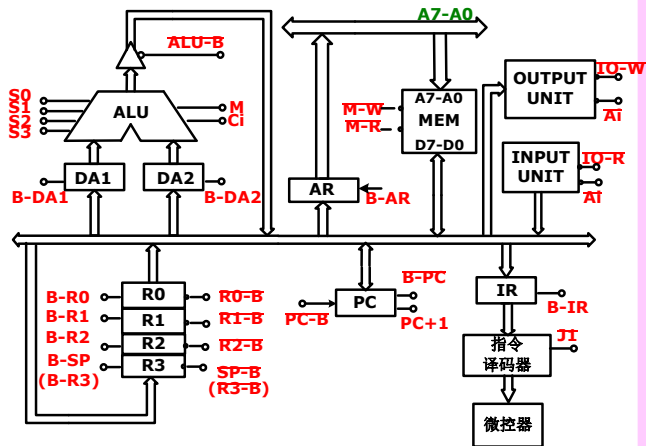 A7-A0
ALU-B
S0
S1
S2
S3
ALU
M
Ci
A7-A0
MEM
D7-D0
M-W
M-R
OUTPUT
UNIT
IO-W
Ai
INPUT
UNIT
IO-R
Ai
DA1
DA2
B-DA1
B-DA2
AR
B-AR
B-R0
B-R1
B-R2
B-SP
(B-R3)
R0
R1
R2
R3
R0-B
R1-B
R2-B
SP-B
(R3-B)
PC-B
PC
B-PC
PC+1
IR
B-IR
指令
译码器
J1
微控器